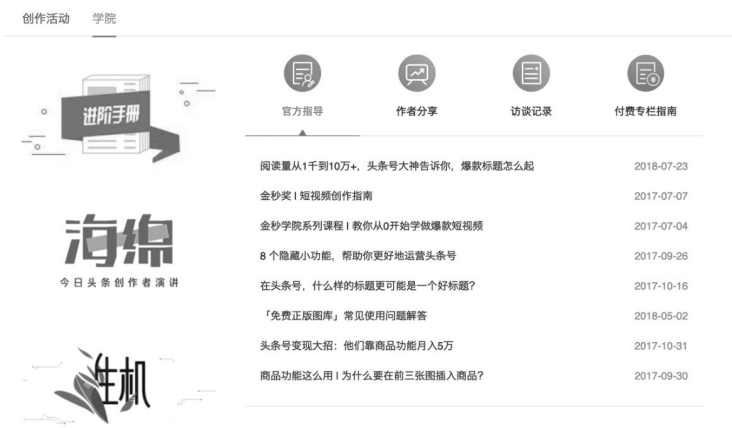 创作活动 学院
进阶手册
海绵
今日头条创作者演讲
生机
官方指导 作者分享 访谈记录 付费专栏指南
阅读量从1千到10万+，头条号大神告诉你，爆款标题怎么起 2018-07-23
金秒奖 | 短视频创作指南 2017-07-07
金秒学院系列课程 | 教你从0开始学做爆款短视频 2017-07-04
8 个隐藏小功能，帮助你更好地运营头条号 2017-09-26
在头条号，什么样的标题更可能是一个好标题？ 2017-10-16
「免费正版图库」常见使用问题解答 2018-05-02
头条号变现大招：他们靠商品功能月入5万 2017-10-31
商品功能这么用 | 为什么要在前三张图插入商品？ 2017-09-30